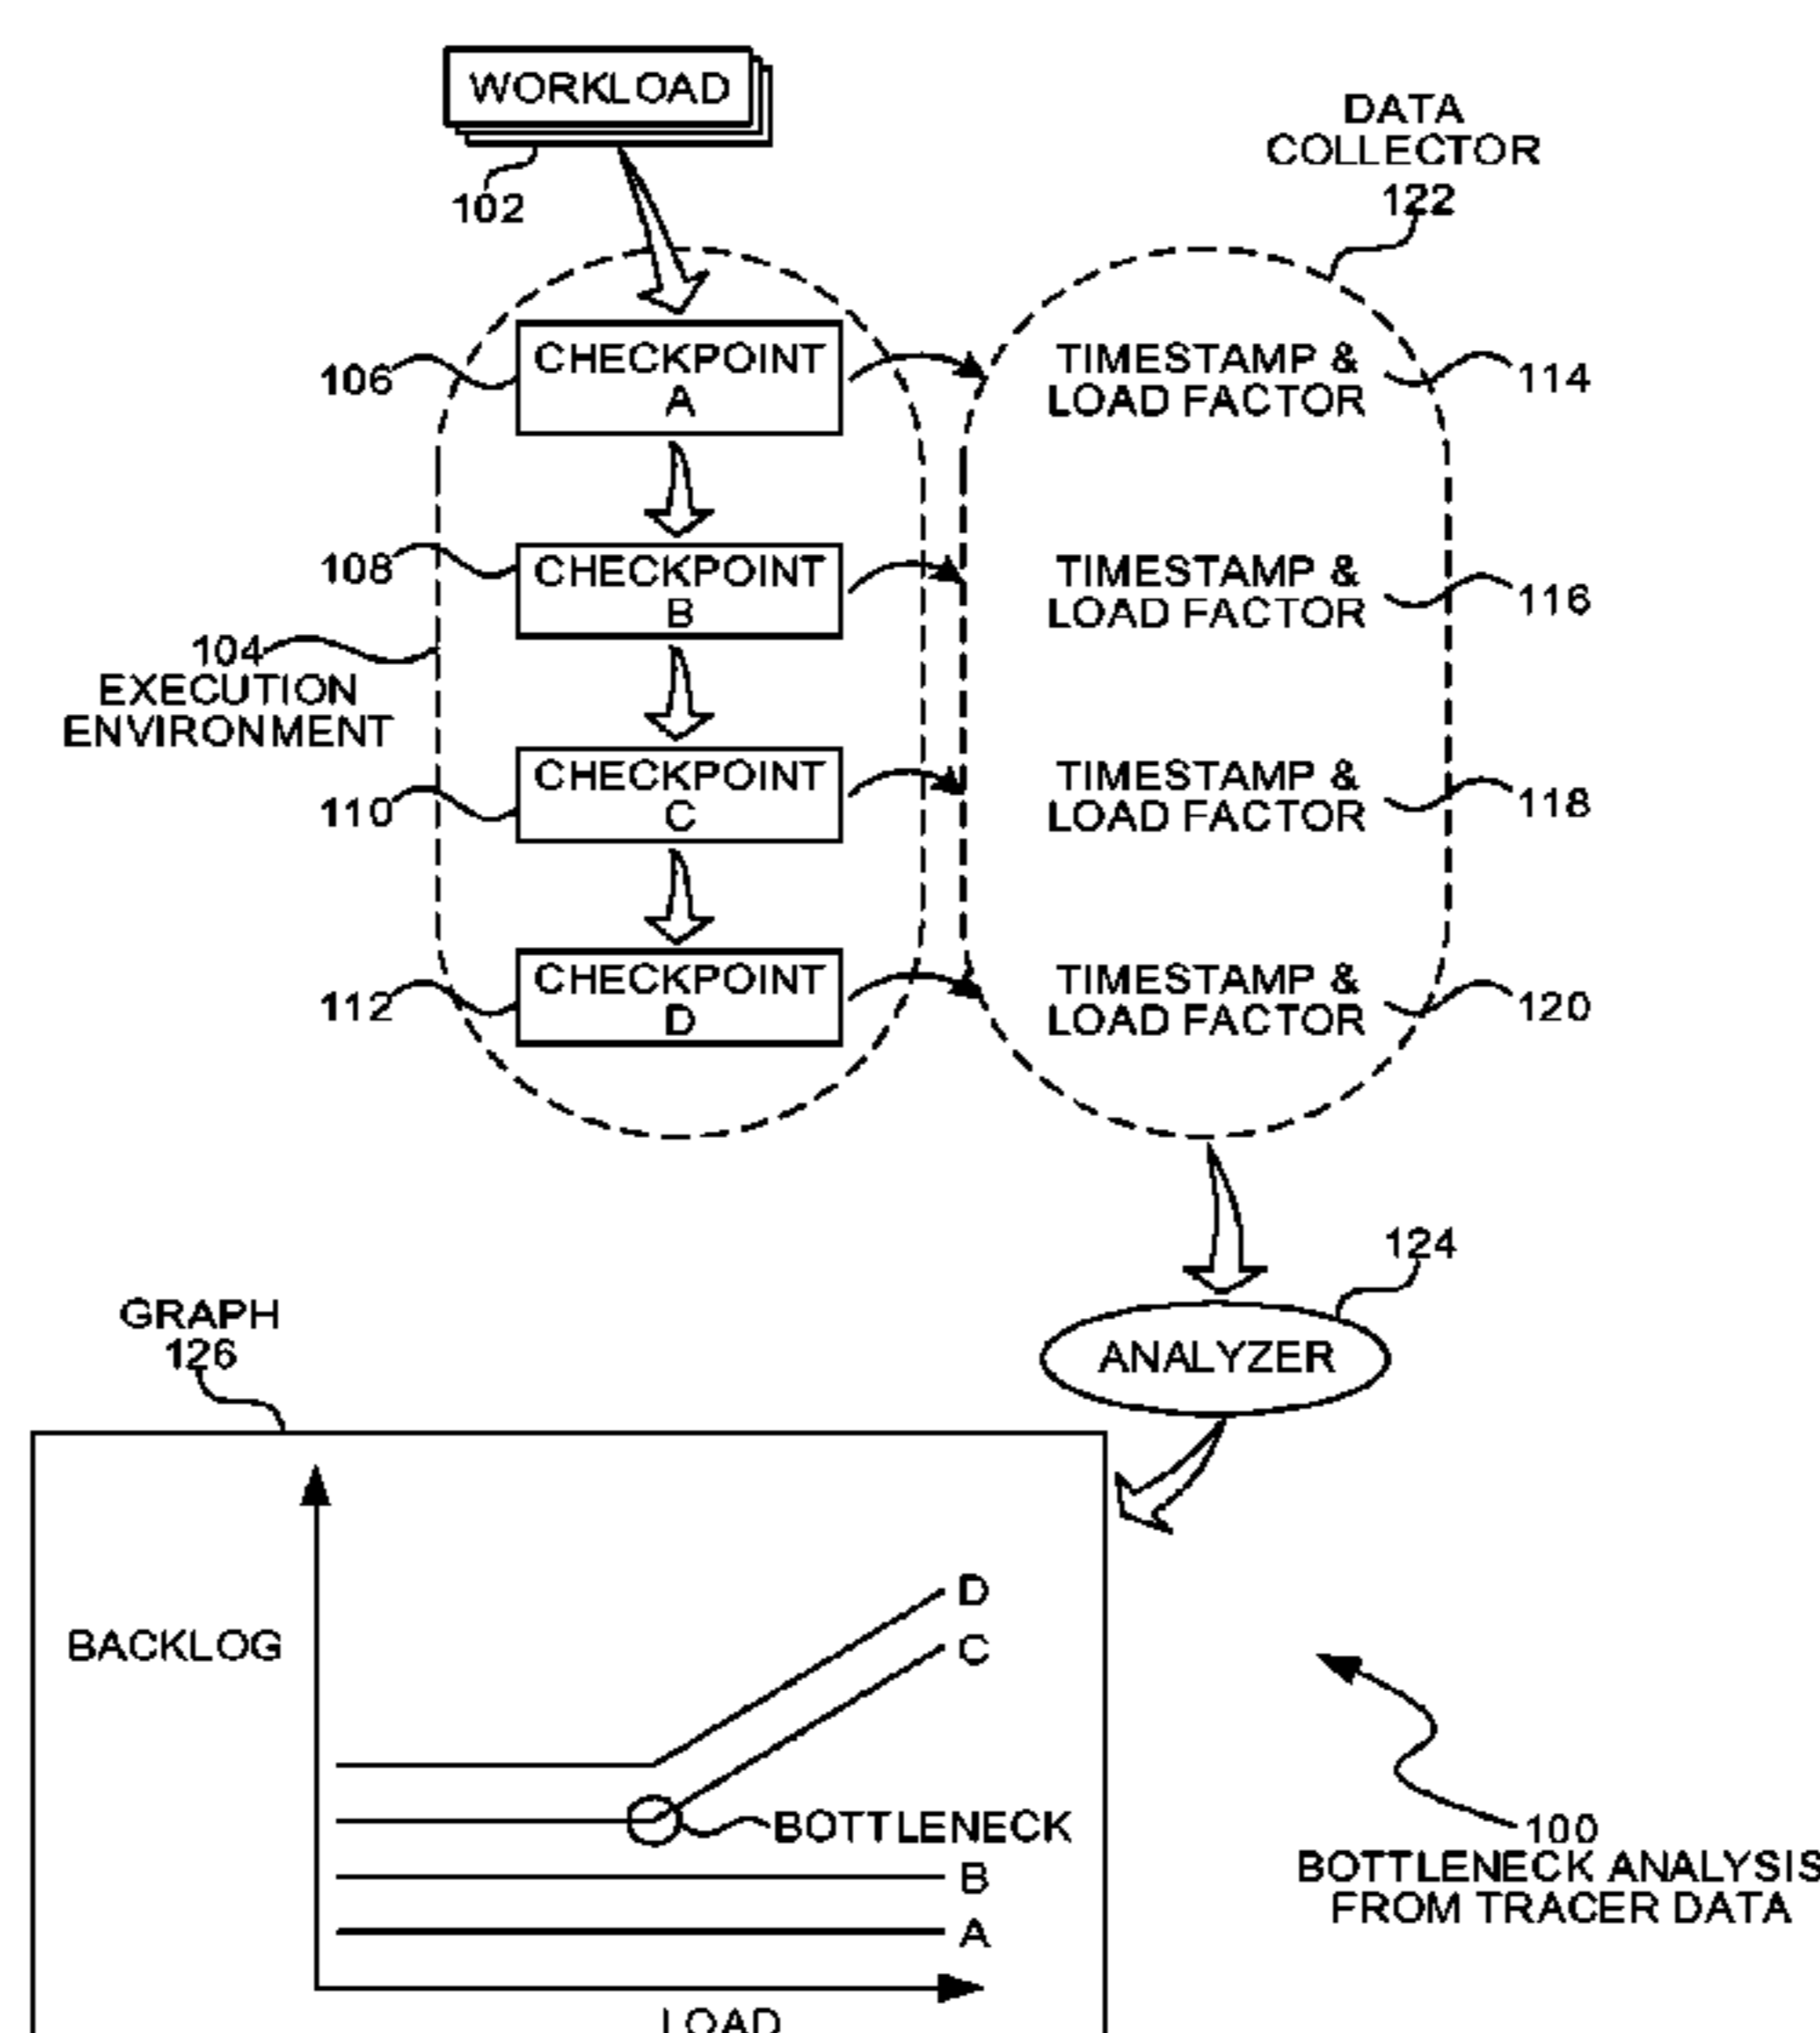 WORKLOAD
102
DATA
COLLECTOR
122
106
CHECKPOINT
A
TIMESTAMP &
LOAD FACTOR
114
108
CHECKPOINT
B
TIMESTAMP &
LOAD FACTOR
116
104
EXECUTION
ENVIRONMENT
110
CHECKPOINT
C
TIMESTAMP &
LOAD FACTOR
118
112
CHECKPOINT
D
TIMESTAMP &
LOAD FACTOR
120
124
ANALYZER
GRAPH
126
BACKLOG
D
C
BOTTLENECK
B
A
LOAD
100
BOTTLENECK ANALYSIS
FROM TRACER DATA